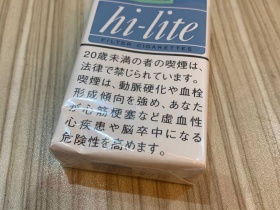 hi-lite
FILTER CIGARETTES
20歳未満の者の喫煙は、
法律で禁じられています。
喫煙は、動脈硬化や血栓
形成傾向を強め、あなた
が心筋梗塞など虚血性
心疾患や脳卒中になる
危険性を高めます。